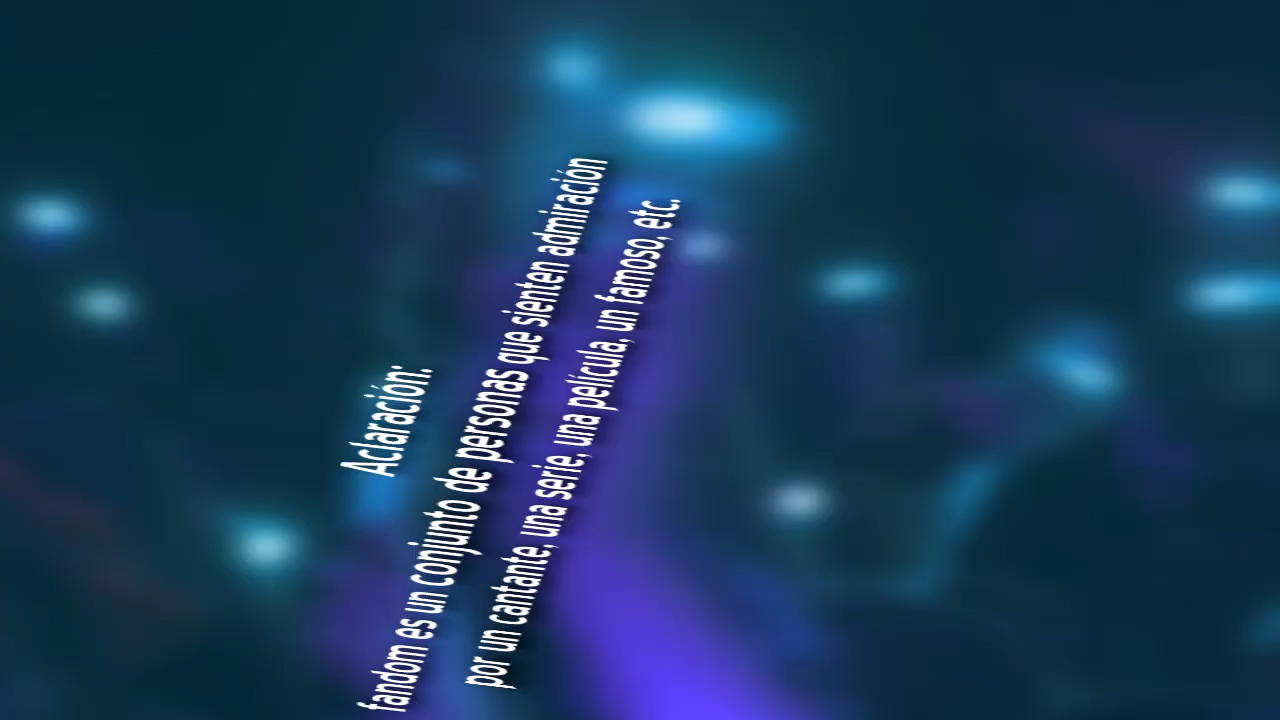 Aclaración:
fandom es un conjunto de personas que sienten admiración
por un cantante, una serie, una película, un famoso, etc.